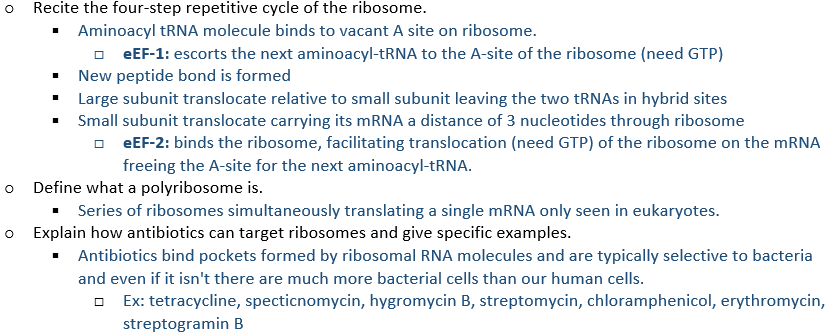 o Recite the four-step repetitive cycle of the ribosome.
▪ Aminoacyl tRNA molecule binds to vacant A site on ribosome.
□ eEF-1: escorts the next aminoacyl-tRNA to the A-site of the ribosome (need GTP)
▪ New peptide bond is formed
▪ Large subunit translocate relative to small subunit leaving the two tRNAs in hybrid sites
▪ Small subunit translocate carrying its mRNA a distance of 3 nucleotides through ribosome
□ eEF-2: binds the ribosome, facilitating translocation (need GTP) of the ribosome on the mRNA
freeing the A-site for the next aminoacyl-tRNA.
o Define what a polyribosome is.
▪ Series of ribosomes simultaneously translating a single mRNA only seen in eukaryotes.
o Explain how antibiotics can target ribosomes and give specific examples.
▪ Antibiotics bind pockets formed by ribosomal RNA molecules and are typically selective to bacteria
and even if it isn't there are much more bacterial cells than our human cells.
□ Ex: tetracycline, specticnomycin, hygromycin B, streptomycin, chloramphenicol, erythromycin,
streptogramin B